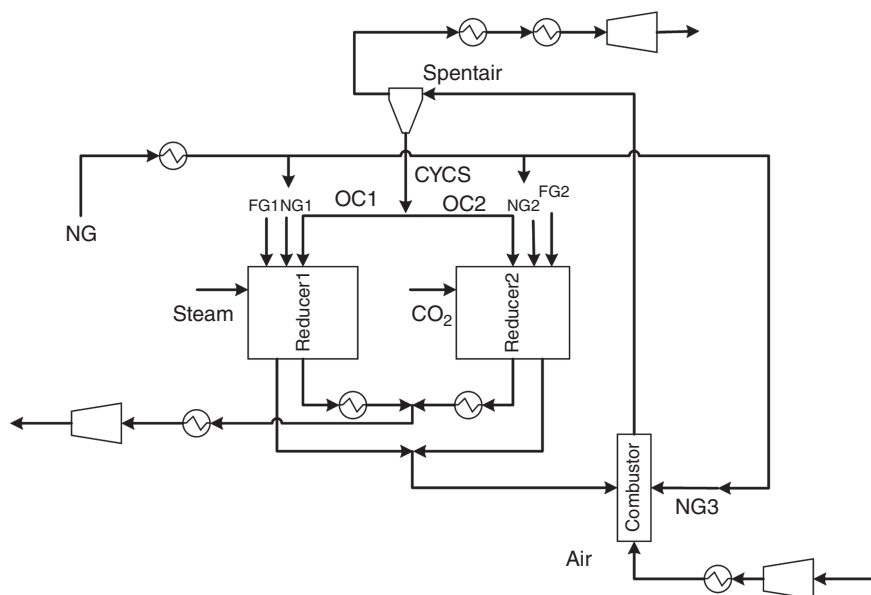 Spentair
CYCS
NG
FG1 NG1
OC1
OC2
NG2
FG2
Steam
Reducer1
CO₂
Reducer2
Combustor
NG3
Air